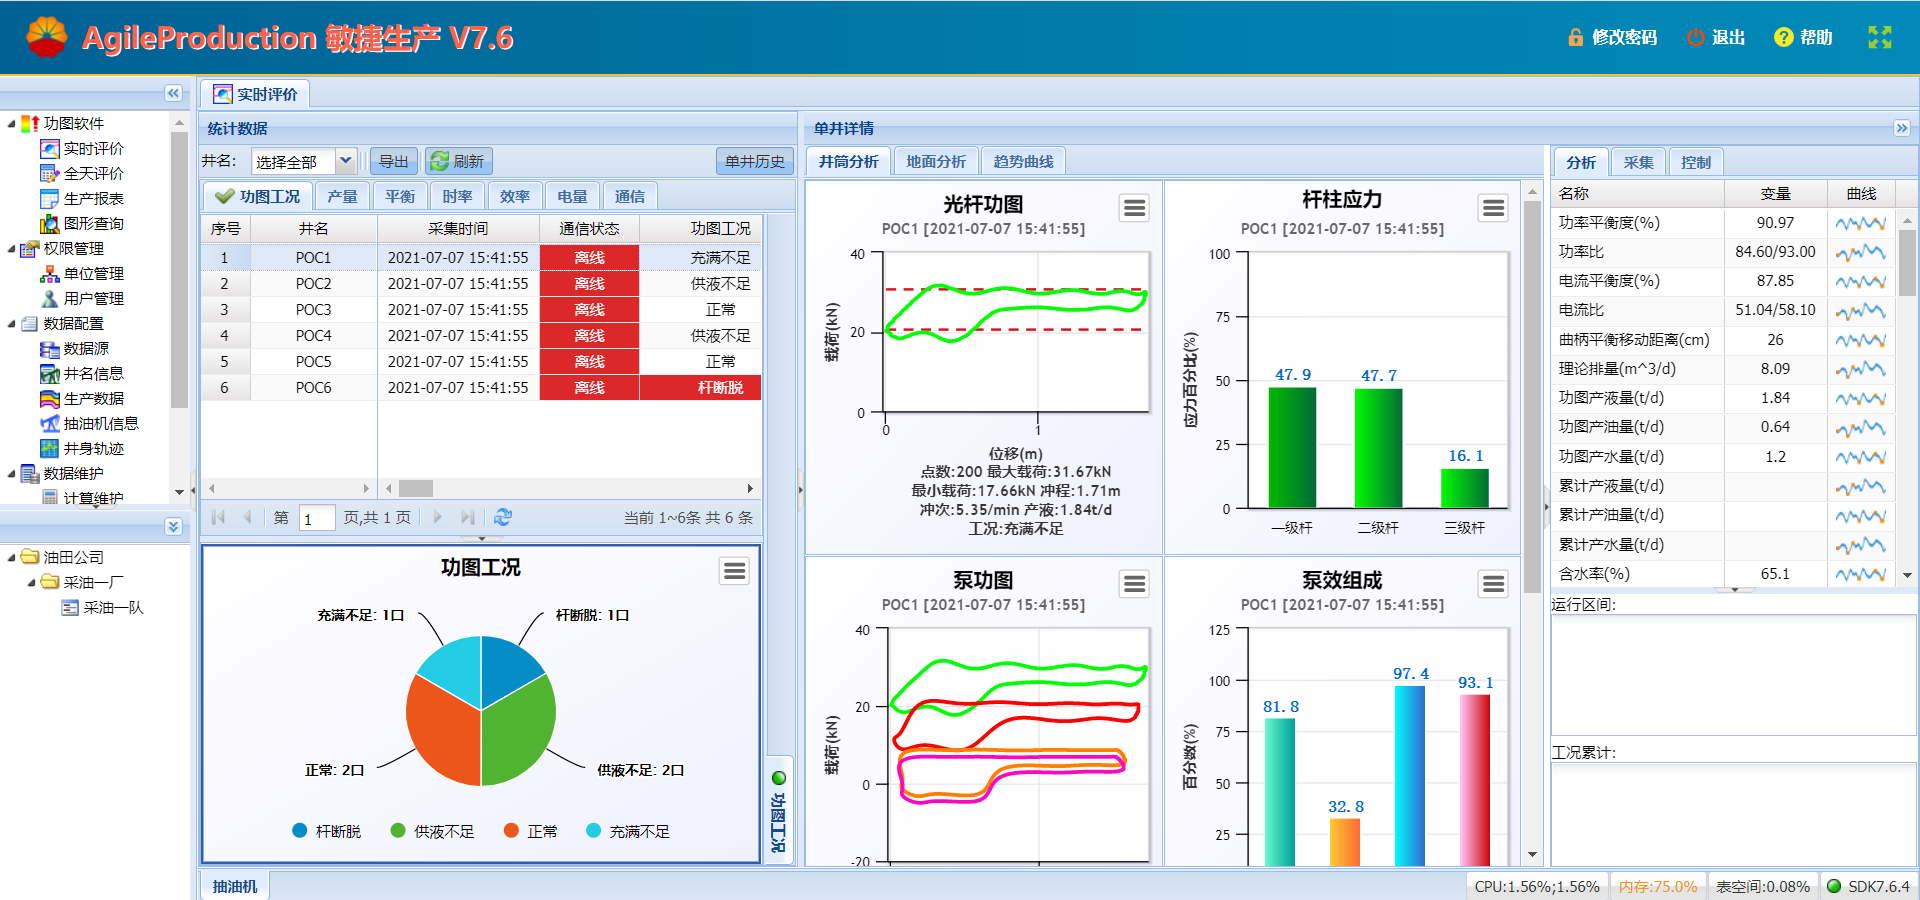 AgileProduction 敏捷生产 V7.6
修改密码
退出
帮助
功图软件
实时评价
全天评价
生产报表
图形查询
权限管理
单位管理
用户管理
数据配置
数据源
井名信息
生产数据
抽油机信息
井身轨迹
数据维护
计算维护
油田公司
采油一厂
采油一队
实时评价
统计数据
井名: 选择全部 导出 刷新 单井历史
功图工况 产量 平衡 时率 效率 电量 通信
序号 井名 采集时间 通信状态 功图工况
1 POC1 2021-07-07 15:41:55 离线 充满不足
2 POC2 2021-07-07 15:41:55 离线 供液不足
3 POC3 2021-07-07 15:41:55 离线 正常
4 POC4 2021-07-07 15:41:55 离线 供液不足
5 POC5 2021-07-07 15:41:55 离线 正常
6 POC6 2021-07-07 15:41:55 离线 杆断脱
第 1 页,共 1 页 当前 1~6条 共 6 条
功图工况
充满不足: 1口
杆断脱: 1口
正常: 2口
供液不足: 2口
杆断脱 供液不足 正常 充满不足
功图工况
抽油机
单井详情
井筒分析 地面分析 趋势曲线
光杆功图
POC1 [2021-07-07 15:41:55]
载荷(kN)
40
20
0
0 1
位移(m)
点数:200 最大载荷:31.67kN
最小载荷:17.66kN 冲程:1.71m
冲次:5.35/min 产液:1.84t/d
工况:充满不足
杆柱应力
POC1 [2021-07-07 15:41:55]
应力百分比(%)
100
75
50
25
0
47.9
47.7
16.1
一级杆 二级杆 三级杆
泵功图
POC1 [2021-07-07 15:41:55]
载荷(kN)
40
20
0
-20
泵效组成
POC1 [2021-07-07 15:41:55]
百分数(%)
125
100
75
50
25
81.8
32.8
97.4
93.1
分析 采集 控制
名称 变量 曲线
功率平衡度(%) 90.97
功率比 84.60/93.00
电流平衡度(%) 87.85
电流比 51.04/58.10
曲柄平衡移动距离(cm) 26
理论排量(m^3/d) 8.09
功图产液量(t/d) 1.84
功图产油量(t/d) 0.64
功图产水量(t/d) 1.2
累计产液量(t/d)
累计产油量(t/d)
累计产水量(t/d)
含水率(%) 65.1
运行区间:
工况累计:
CPU:1.56%;1.56% 内存:75.0% 表空间:0.08% SDK7.6.4